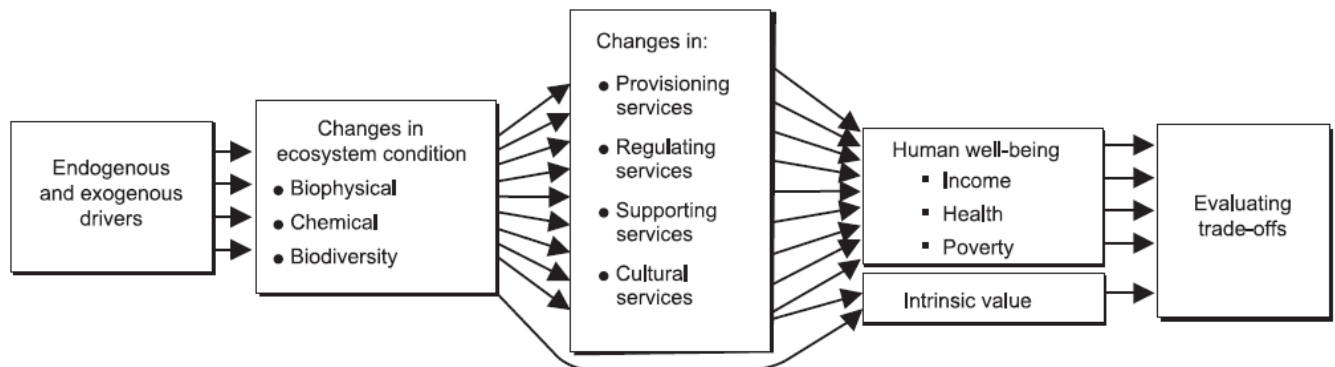 Endogenous
and exogenous
drivers
Changes in
ecosystem condition
● Biophysical
● Chemical
● Biodiversity
Changes in:
● Provisioning
services
● Regulating
services
● Supporting
services
● Cultural
services
Human well-being
▪ Income
▪ Health
▪ Poverty
Intrinsic value
Evaluating
trade-offs